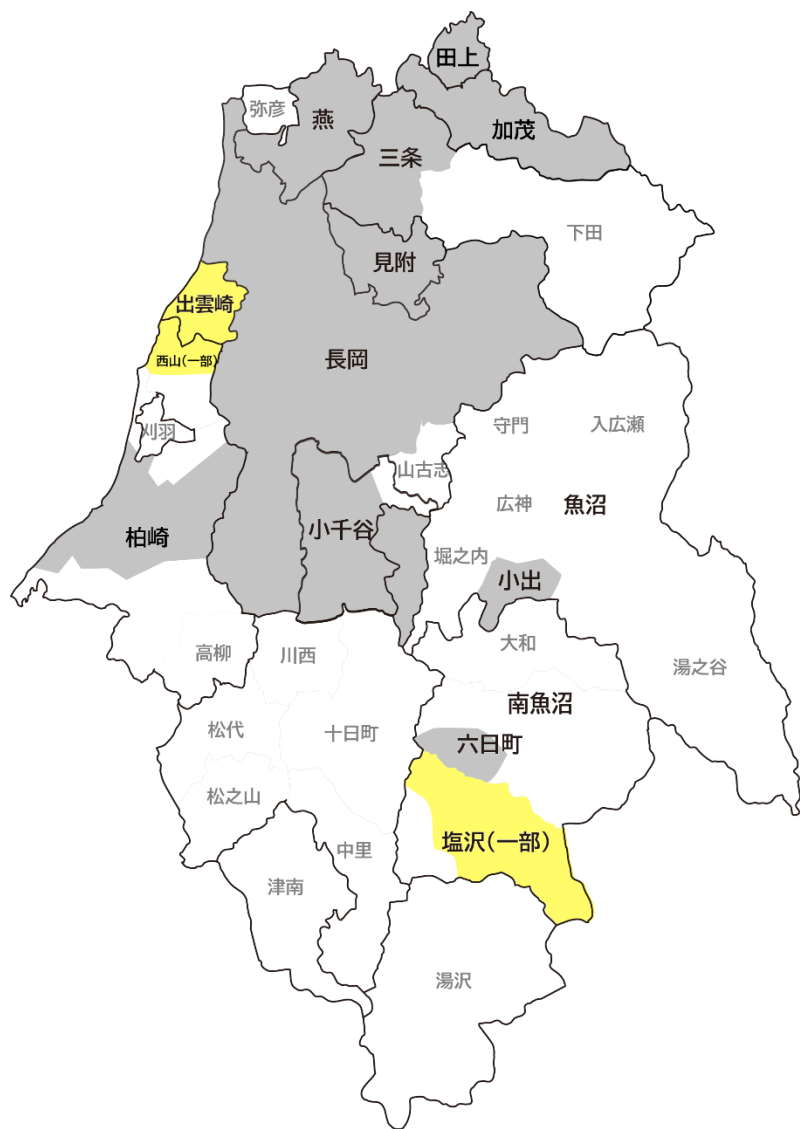 田上
弥彦
燕
加茂
三条
下田
見附
出雲崎
長岡
西山(一部)
刈羽
守門
入広瀬
山古志
広神
魚沼
柏崎
小千谷
堀之内
小出
高柳
川西
大和
湯之谷
南魚沼
松代
十日町
六日町
松之山
塩沢(一部)
中里
津南
湯沢